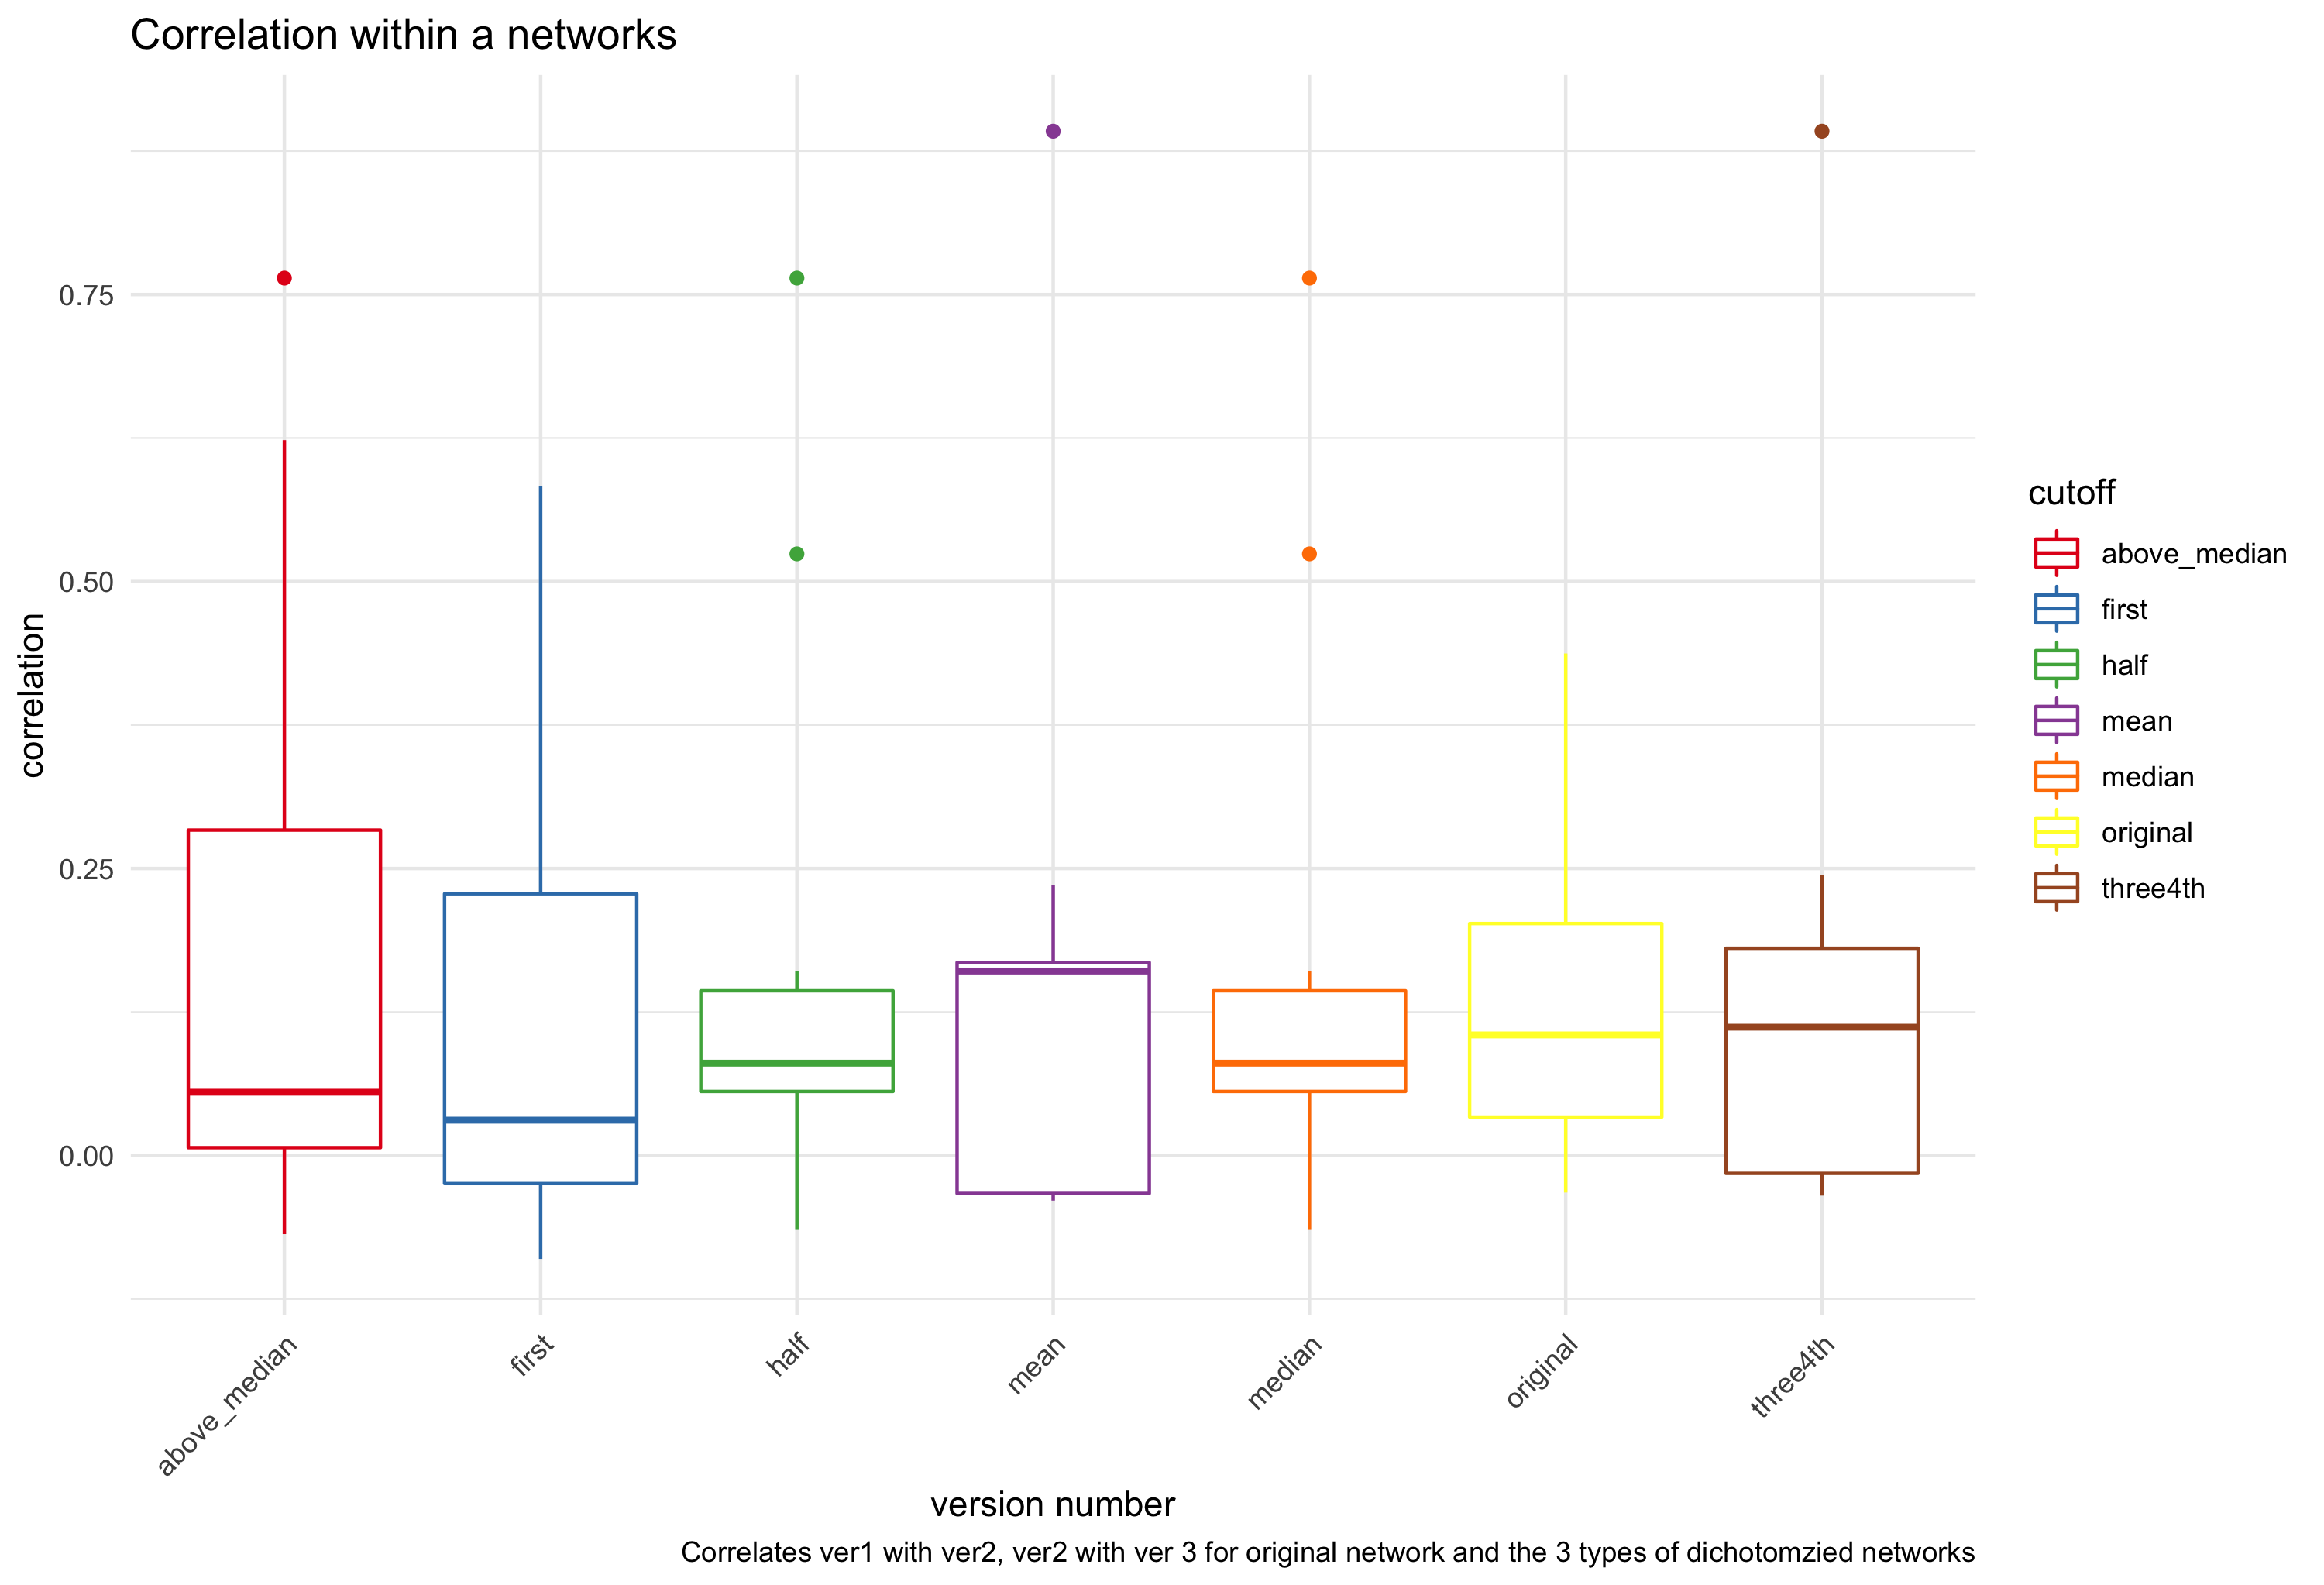 Correlation within a networks
correlation
0.75
0.50
0.25
0.00
above_median
first
half
mean
median
original
three4th
version number
Correlates ver1 with ver2, ver2 with ver 3 for original network and the 3 types of dichotomzied networks
cutoff
above_median
first
half
mean
median
original
three4th